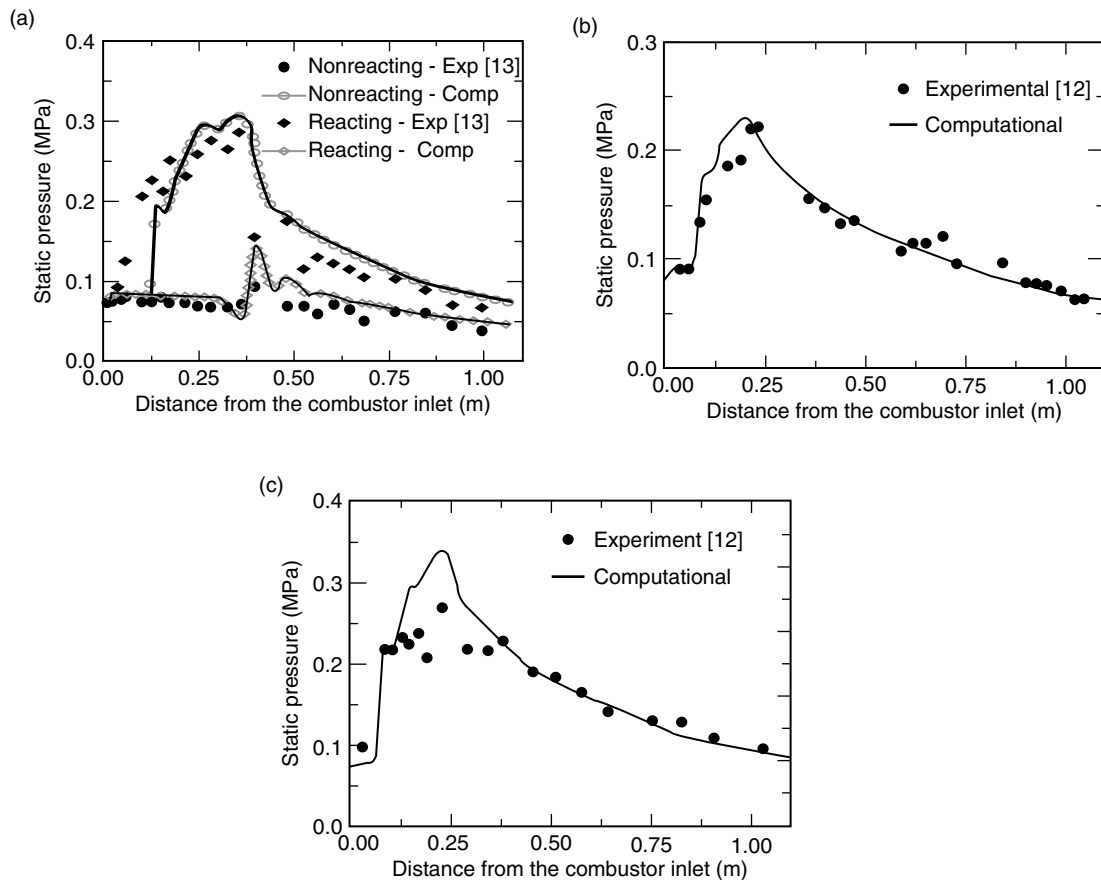 (a)
0.4
0.3
0.2
0.1
0.0
Static pressure (MPa)
Nonreacting - Exp [13]
Nonreacting - Comp
Reacting - Exp [13]
Reacting - Comp
0.00
0.25
0.50
0.75
1.00
Distance from the combustor inlet (m)
(b)
0.3
0.2
0.1
0.0
Static pressure (MPa)
Experimental [12]
Computational
0.00
0.25
0.50
0.75
1.00
Distance from the combustor inlet (m)
(c)
0.4
0.3
0.2
0.1
0.0
Static pressure (MPa)
Experiment [12]
Computational
0.00
0.25
0.50
0.75
1.00
Distance from the combustor inlet (m)